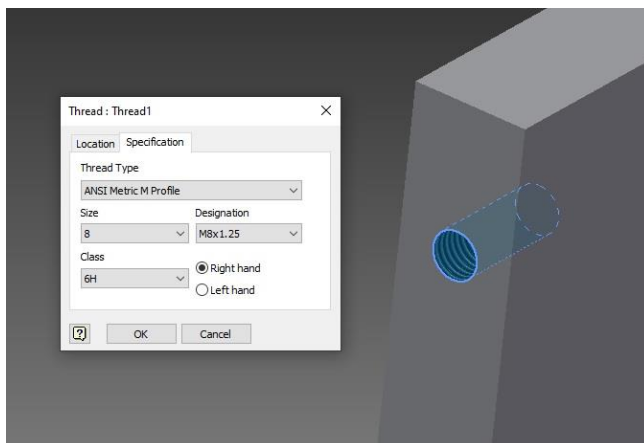 Thread : Thread1
Location Specification
Thread Type
ANSI Metric M Profile
Size Designation
8 M8x1.25
Class
6H
Right hand
Left hand
? OK Cancel